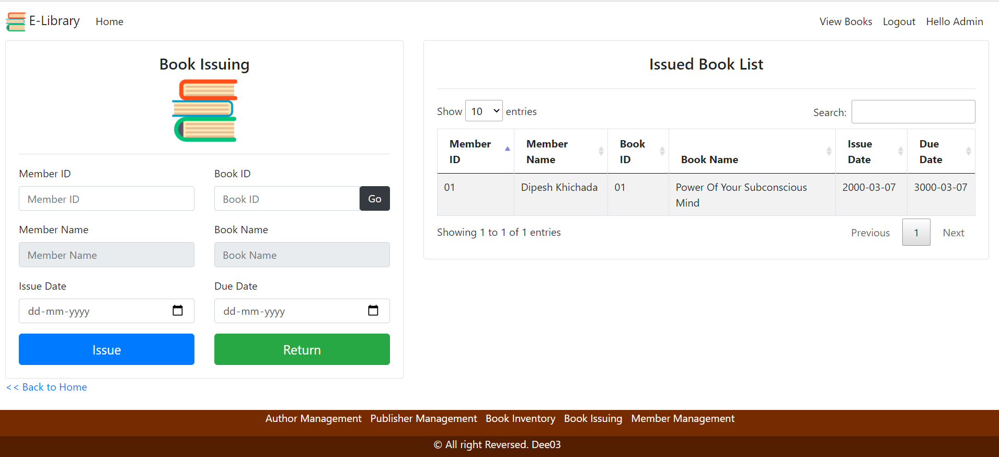 E-Library Home View Books Logout Hello Admin
Book Issuing
Member ID Book ID
Member ID Book ID Go
Member Name Book Name
Member Name Book Name
Issue Date Due Date
dd-mm-yyyy dd-mm-yyyy
Issue Return
<< Back to Home
Issued Book List
Show 10 entries Search:
Member ID Member Name Book ID Book Name Issue Date Due Date
01 Dipesh Khichada 01 Power Of Your Subconscious Mind 2000-03-07 3000-03-07
Showing 1 to 1 of 1 entries Previous 1 Next
Author Management Publisher Management Book Inventory Book Issuing Member Management
© All right Reversed. Dee03